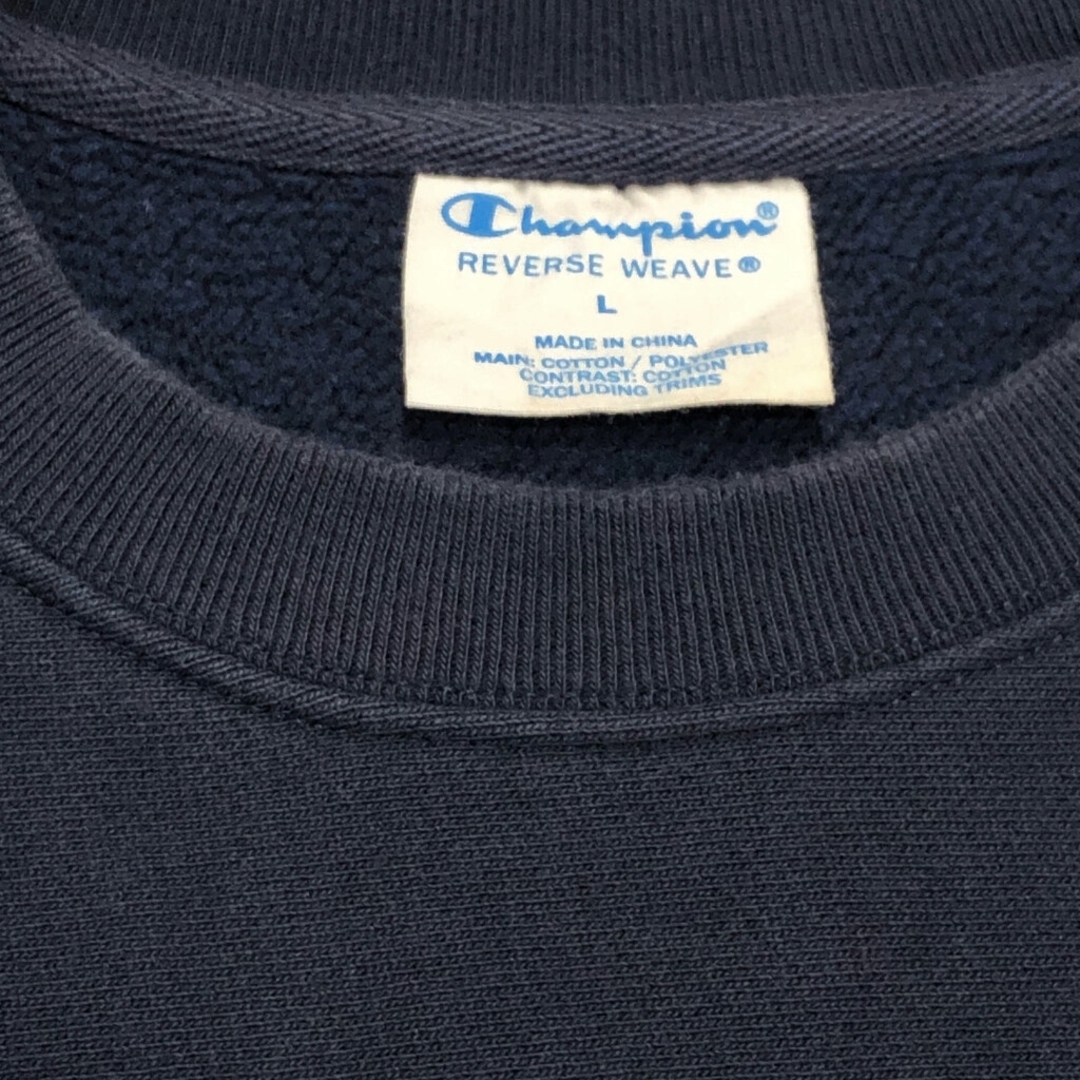 Champion®
REVERSE WEAVE®
L
MADE IN CHINA
MAIN: COTTON / POLYESTER
CONTRAST: COTTON
EXCLUDING TRIMS